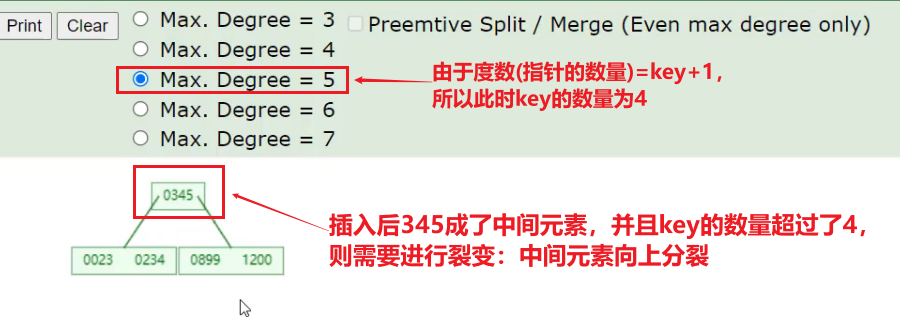 Print Clear
Max. Degree = 3
Preemtive Split / Merge (Even max degree only)
Max. Degree = 4
Max. Degree = 5
由于度数(指针的数量)=key+1，
所以此时key的数量为4
Max. Degree = 6
Max. Degree = 7
0345
插入后345成了中间元素，并且key的数量超过了4，
则需要进行裂变：中间元素向上分裂
0023 0234 0899 1200